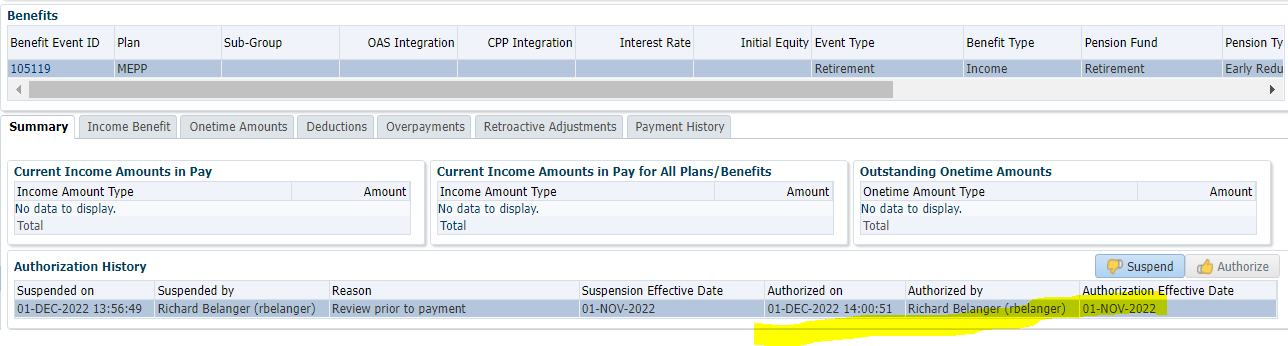 Benefits
Benefit Event ID Plan Sub-Group OAS Integration CPP Integration Interest Rate Initial Equity Event Type Benefit Type Pension Fund Pension Ty
105119 MEPP Retirement Income Retirement Early Redu
Summary Income Benefit Onetime Amounts Deductions Overpayments Retroactive Adjustments Payment History
Current Income Amounts in Pay Current Income Amounts in Pay for All Plans/Benefits Outstanding Onetime Amounts
Income Amount Type Amount Income Amount Type Amount Onetime Amount Type Amount
No data to display. No data to display. No data to display.
Total Total Total
Authorization History Suspend Authorize
Suspended on Suspended by Reason Suspension Effective Date Authorized on Authorized by Authorization Effective Date
01-DEC-2022 13:56:49 Richard Belanger (rbelanger) Review prior to payment 01-NOV-2022 01-DEC-2022 14:00:51 Richard Belanger (rbelanger) 01-NOV-2022